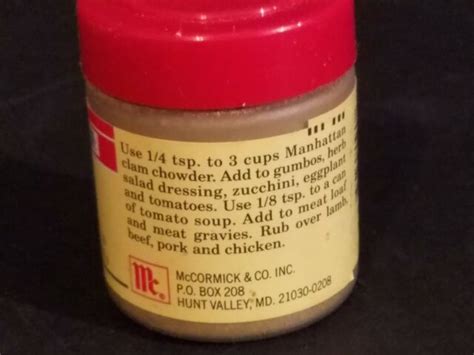 Use 1/4 tsp. to 3 cups Manhattan
clam chowder. Add to gumbos, herb
salad dressing, zucchini, eggplant
and tomatoes. Use 1/8 tsp. to a can
of tomato soup. Add to meat loaf
and meat gravies. Rub over lamb,
beef, pork and chicken.
Mc
McCORMICK & CO. INC.
P.O. BOX 208
HUNT VALLEY, MD. 21030-0208